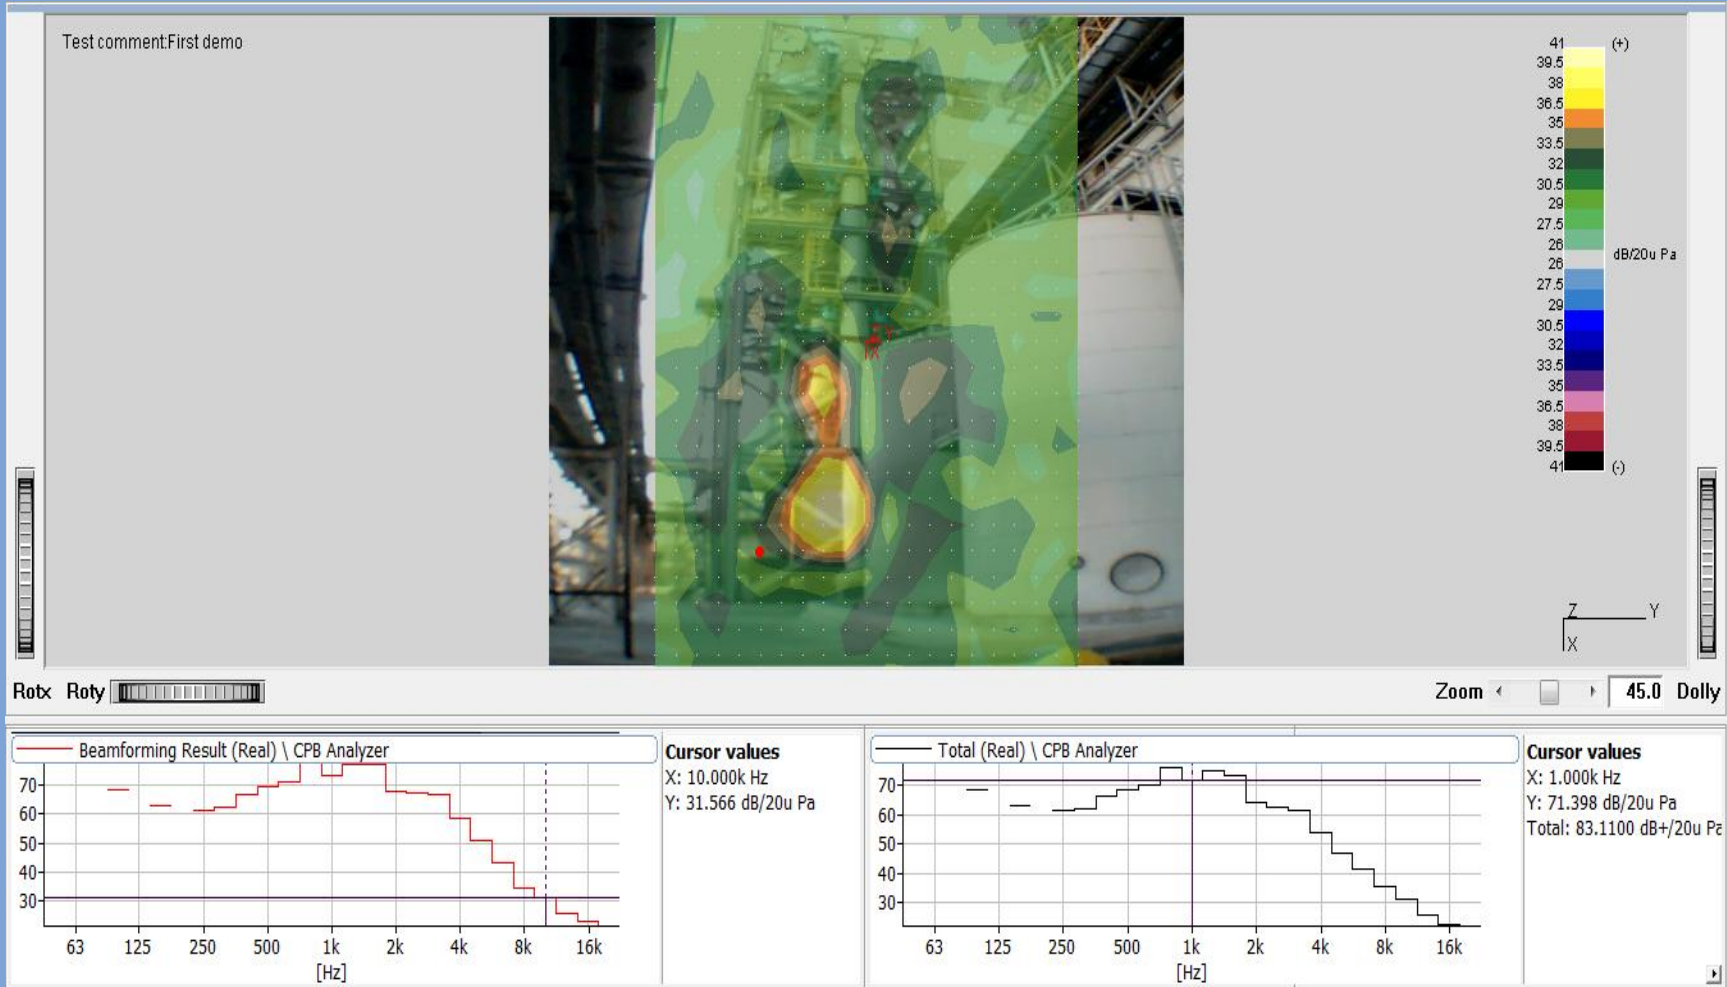 Test comment:First demo
41 (+)
39.5
38
36.5
35
33.5
32
30.5
29
27.5
26
dB/20u Pa
26
27.5
29
30.5
32
33.5
35
36.5
38
39.5
41 (-)
Z Y
X
Rotx Roty
Zoom 45.0 Dolly
Beamforming Result (Real) \ CPB Analyzer
70
60
50
40
30
63 125 250 500 1k 2k 4k 8k 16k
[Hz]
Cursor values
X: 10.000k Hz
Y: 31.566 dB/20u Pa
Total (Real) \ CPB Analyzer
70
60
50
40
30
63 125 250 500 1k 2k 4k 8k 16k
[Hz]
Cursor values
X: 1.000k Hz
Y: 71.398 dB/20u Pa
Total: 83.1100 dB+/20u Pa